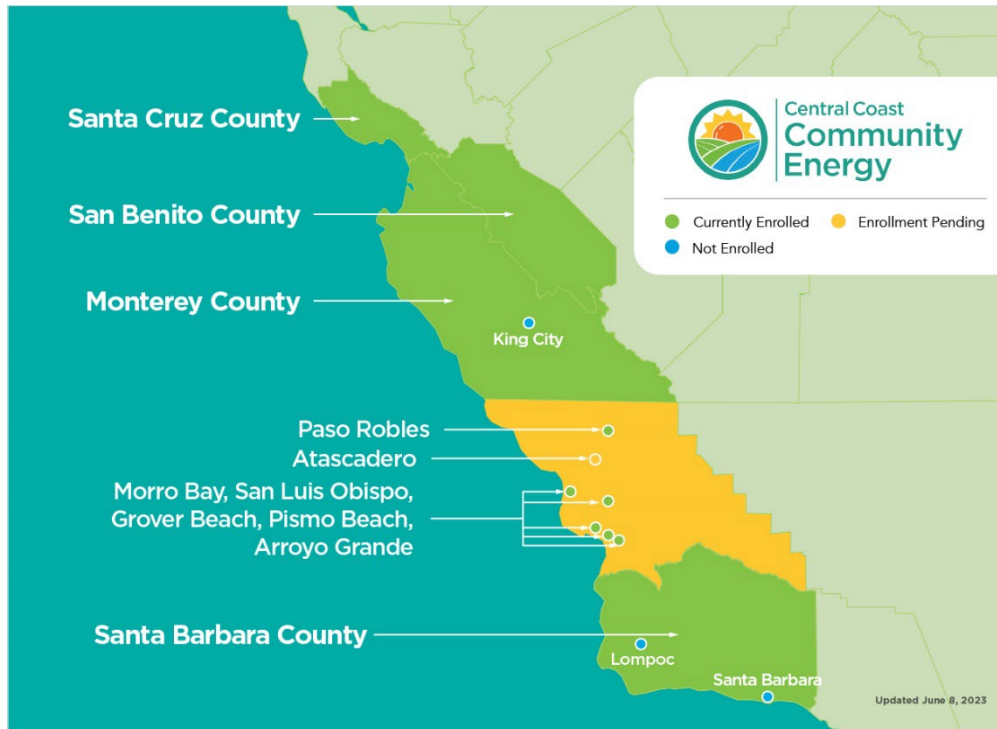 Santa Cruz County
San Benito County
Monterey County
King City
Paso Robles
Atascadero
Morro Bay, San Luis Obispo,
Grover Beach, Pismo Beach,
Arroyo Grande
Santa Barbara County
Lompoc
Santa Barbara
Central Coast
Community
Energy
Currently Enrolled
Enrollment Pending
Not Enrolled
Updated June 8, 2023